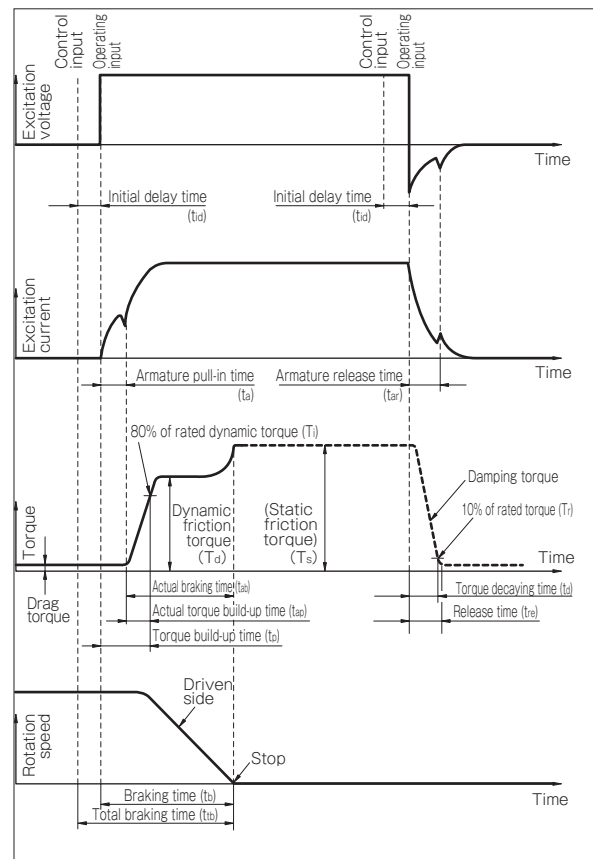 Control
input
Operating
input
Control
input
Operating
input
Excitation
voltage
Time
Initial delay time
(tid)
Initial delay time
(tid)
Excitation
current
Time
Armature pull-in time
(ta)
Armature release time
(tar)
80% of rated dynamic torque (Ti)
Damping torque
Dynamic
friction
torque
(Td)
(Static
friction
torque)
(Ts)
10% of rated torque (Tr)
Torque
Time
Drag
torque
Actual braking time (tab)
Torque decaying time (td)
Actual torque build-up time (tap)
Release time (tre)
Torque build-up time (tp)
Driven
side
Rotation
speed
Stop
Time
Braking time (tb)
Total braking time (ttb)